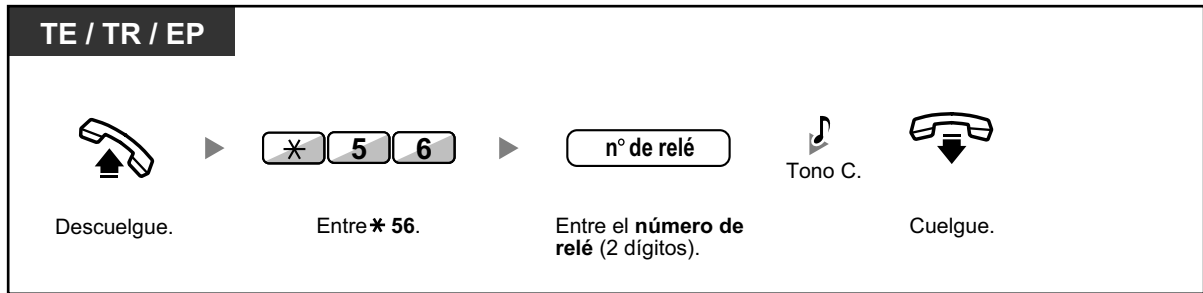 TE / TR / EP
✳ 5 6
n° de relé
Tono C.
Descuelgue.
Entre ✳ 56.
Entre el número de
relé (2 dígitos).
Cuelgue.